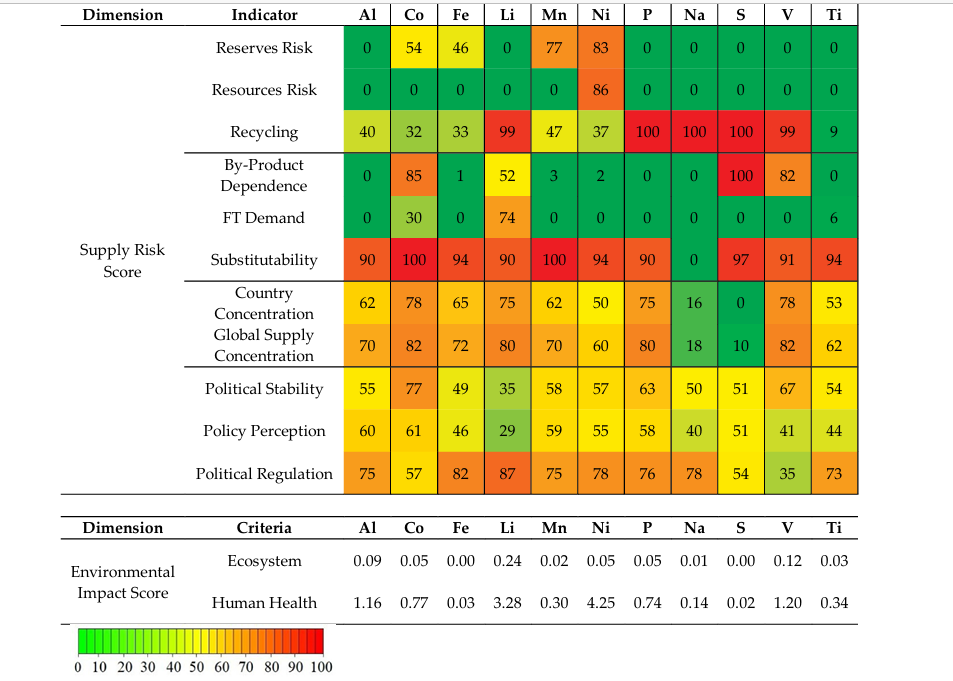 Dimension Indicator Al Co Fe Li Mn Ni P Na S V Ti
Reserves Risk 0 54 46 0 77 83 0 0 0 0 0
Resources Risk 0 0 0 0 0 86 0 0 0 0 0
Recycling 40 32 33 99 47 37 100 100 100 99 9
By-Product
Dependence 0 85 1 52 3 2 0 0 100 82 0
FT Demand 0 30 0 74 0 0 0 0 0 0 6
Supply Risk
Score
Substitutability 90 100 94 90 100 94 90 0 97 91 94
Country
Concentration 62 78 65 75 62 50 75 16 0 78 53
Global Supply
Concentration 70 82 72 80 70 60 80 18 10 82 62
Political Stability 55 77 49 35 58 57 63 50 51 67 54
Policy Perception 60 61 46 29 59 55 58 40 51 41 44
Political Regulation 75 57 82 87 75 78 76 78 54 35 73
Dimension Criteria Al Co Fe Li Mn Ni P Na S V Ti
Environmental
Impact Score
Ecosystem 0.09 0.05 0.00 0.24 0.02 0.05 0.05 0.01 0.00 0.12 0.03
Human Health 1.16 0.77 0.03 3.28 0.30 4.25 0.74 0.14 0.02 1.20 0.34
0 10 20 30 40 50 60 70 80 90 100